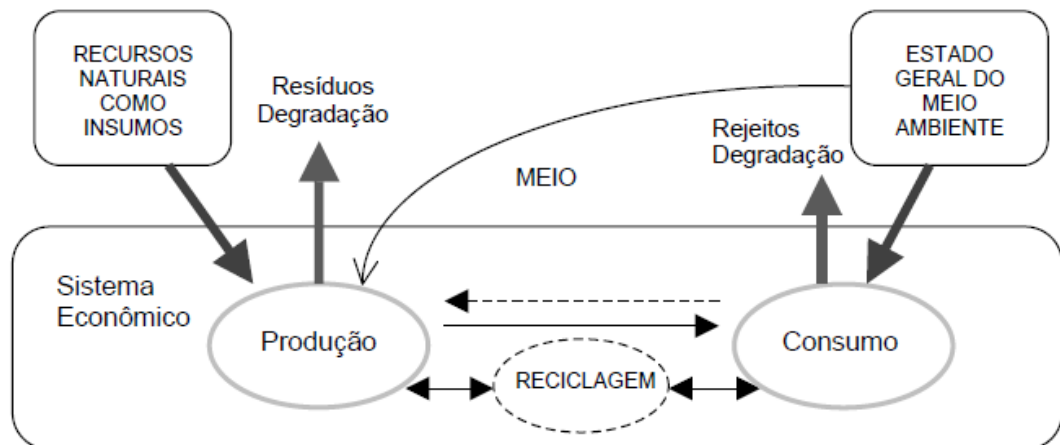 RECURSOS
NATURAIS
COMO
INSUMOS
Resíduos
Degradação
MEIO
Rejeitos
Degradação
ESTADO
GERAL DO
MEIO
AMBIENTE
Sistema
Econômico
Produção
RECICLAGEM
Consumo